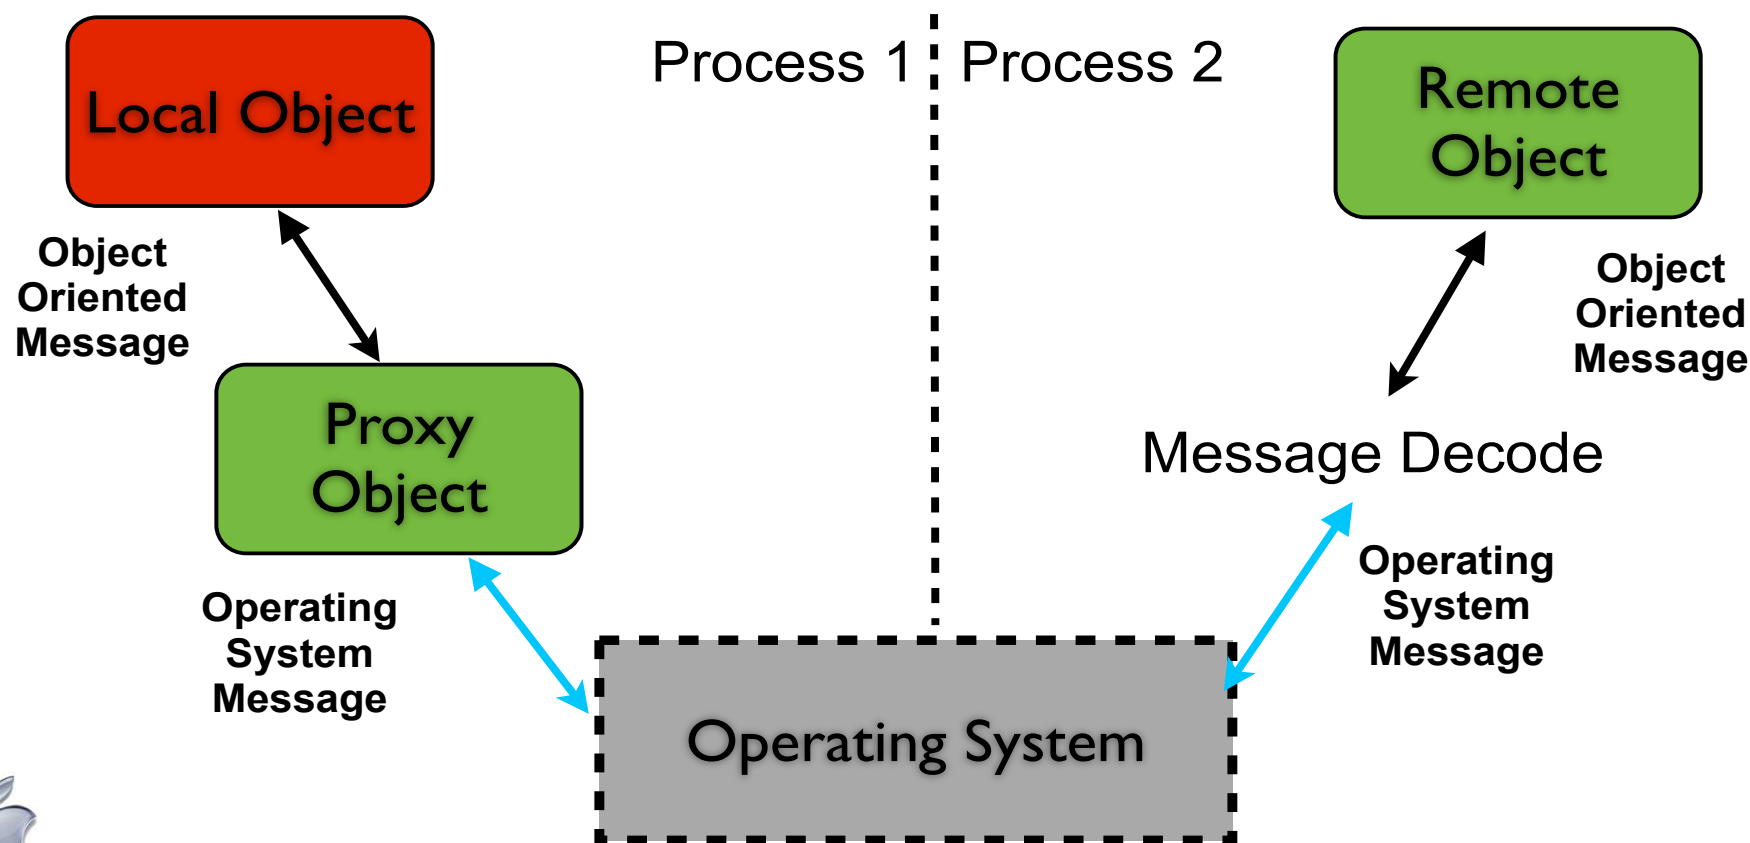 Local Object
Process 1
Process 2
Remote
Object
Object
Oriented
Message
Object
Oriented
Message
Proxy
Object
Message Decode
Operating
System
Message
Operating
System
Message
Operating System